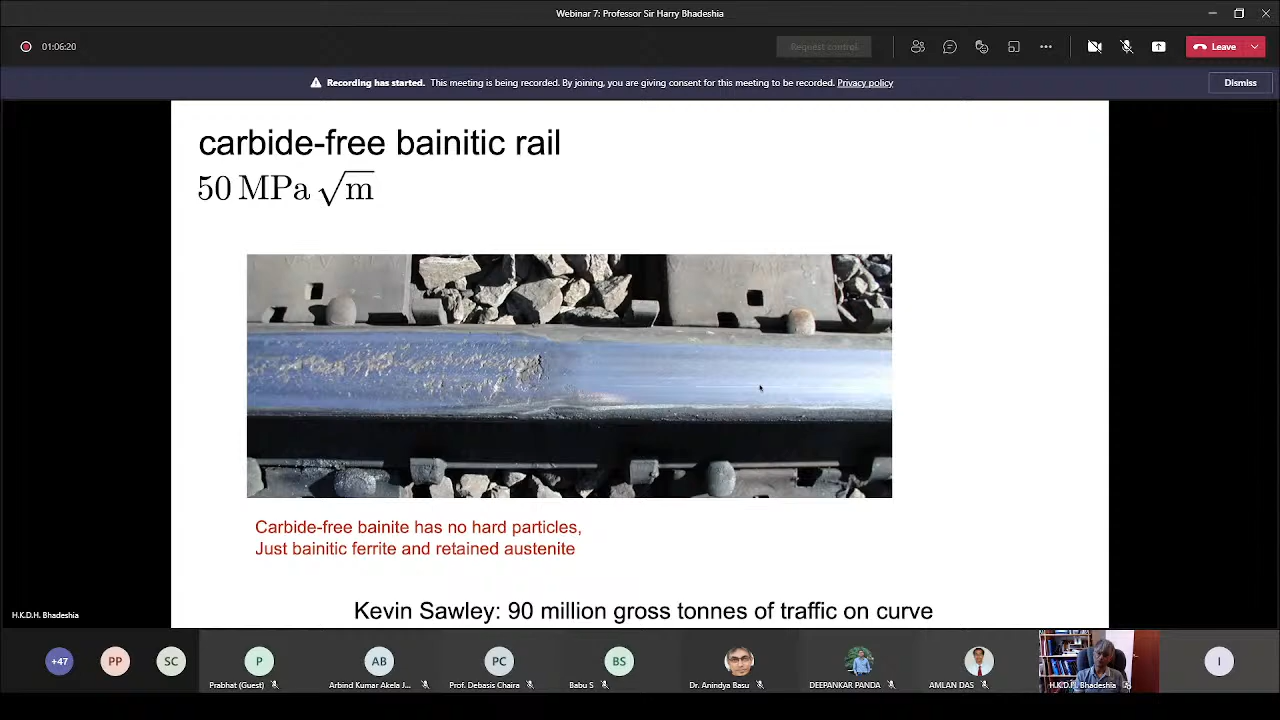 Webinar 7: Professor Sir Harry Bhadeshia
01:06:20
Request control
Leave
Recording has started. This meeting is being recorded. By joining, you are giving consent for this meeting to be recorded. Privacy policy
Dismiss
carbide-free bainitic rail
50 MPa √m
Carbide-free bainite has no hard particles,
Just bainitic ferrite and retained austenite
Kevin Sawley: 90 million gross tonnes of traffic on curve
H.K.D.H. Bhadeshia
+47
PP
SC
P
AB
PC
BS
I
Prabhat (Guest)
Arbind Kumar Akela J...
Prof. Debasis Chaira
Babu S
Dr. Anindya Basu
DEEPANKAR PANDA
AMLAN DAS
H.K.D.H. Bhadeshia